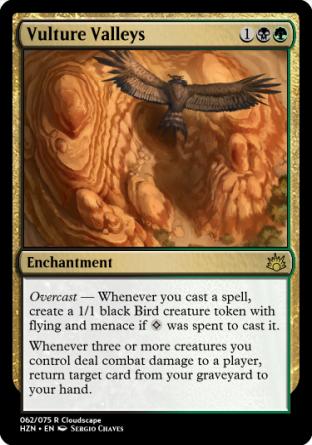 Vulture Valleys
1
Enchantment
Overcast — Whenever you cast a spell,
create a 1/1 black Bird creature token with
flying and menace if was spent to cast it.
Whenever three or more creatures you
control deal combat damage to a player,
return target card from your graveyard to
your hand.
062/075 R Cloudscape
HZN • EN Sergio Chaves